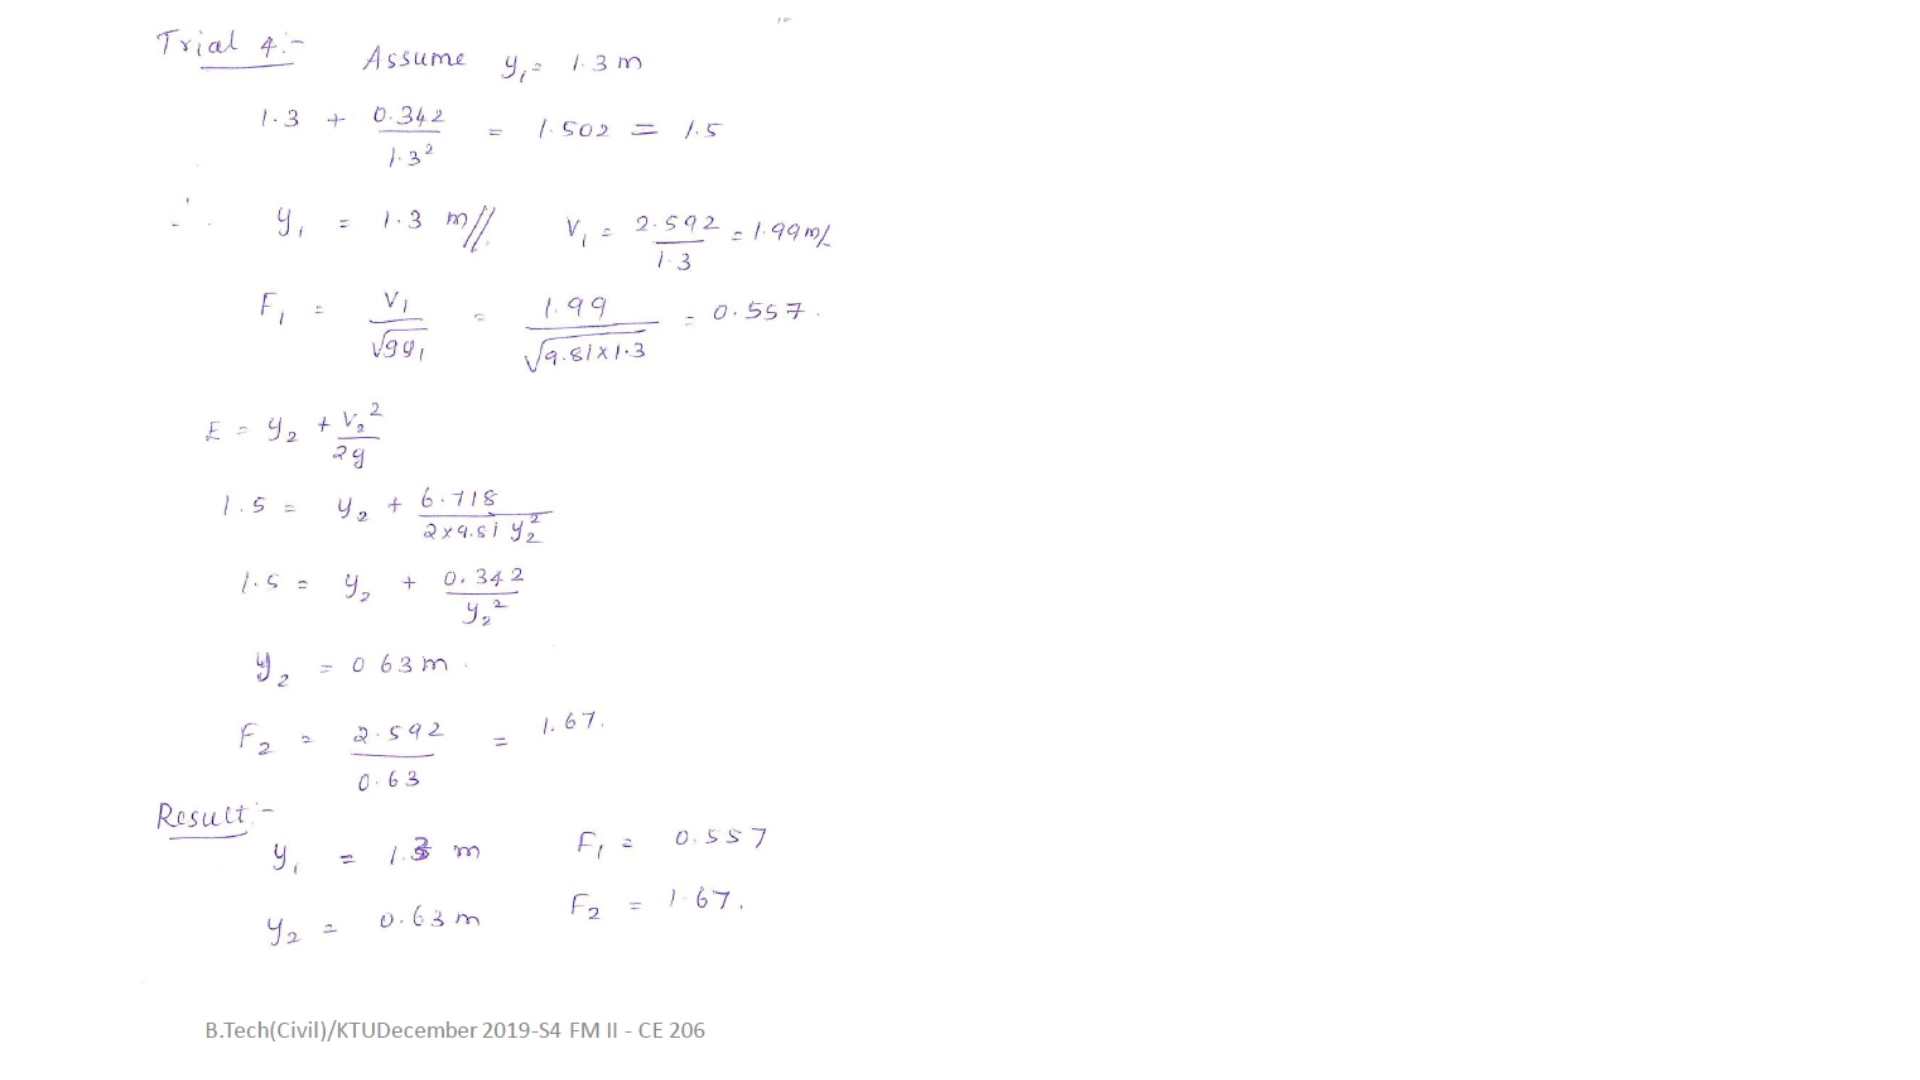 Trial 4:- Assume y₁ = 1.3 m
1.3 + 0.342 / 1.3² = 1.502 = 1.5
∴ y₁ = 1.3 m// V₁ = 2.592 / 1.3 = 1.99 m/s
F₁ = V₁ / √gy₁ = 1.99 / √9.81×1.3 = 0.557.
E = y₂ + V₂² / 2g
1.5 = y₂ + 6.718 / 2×9.81 y₂²
1.5 = y₂ + 0.342 / y₂²
y₂ = 0.63 m.
F₂ = 2.592 / 0.63 = 1.67.
Result:-
y₁ = 1.3 m F₁ = 0.557
y₂ = 0.63 m F₂ = 1.67.
B.Tech(Civil)/KTUDecember 2019-S4 FM II - CE 206